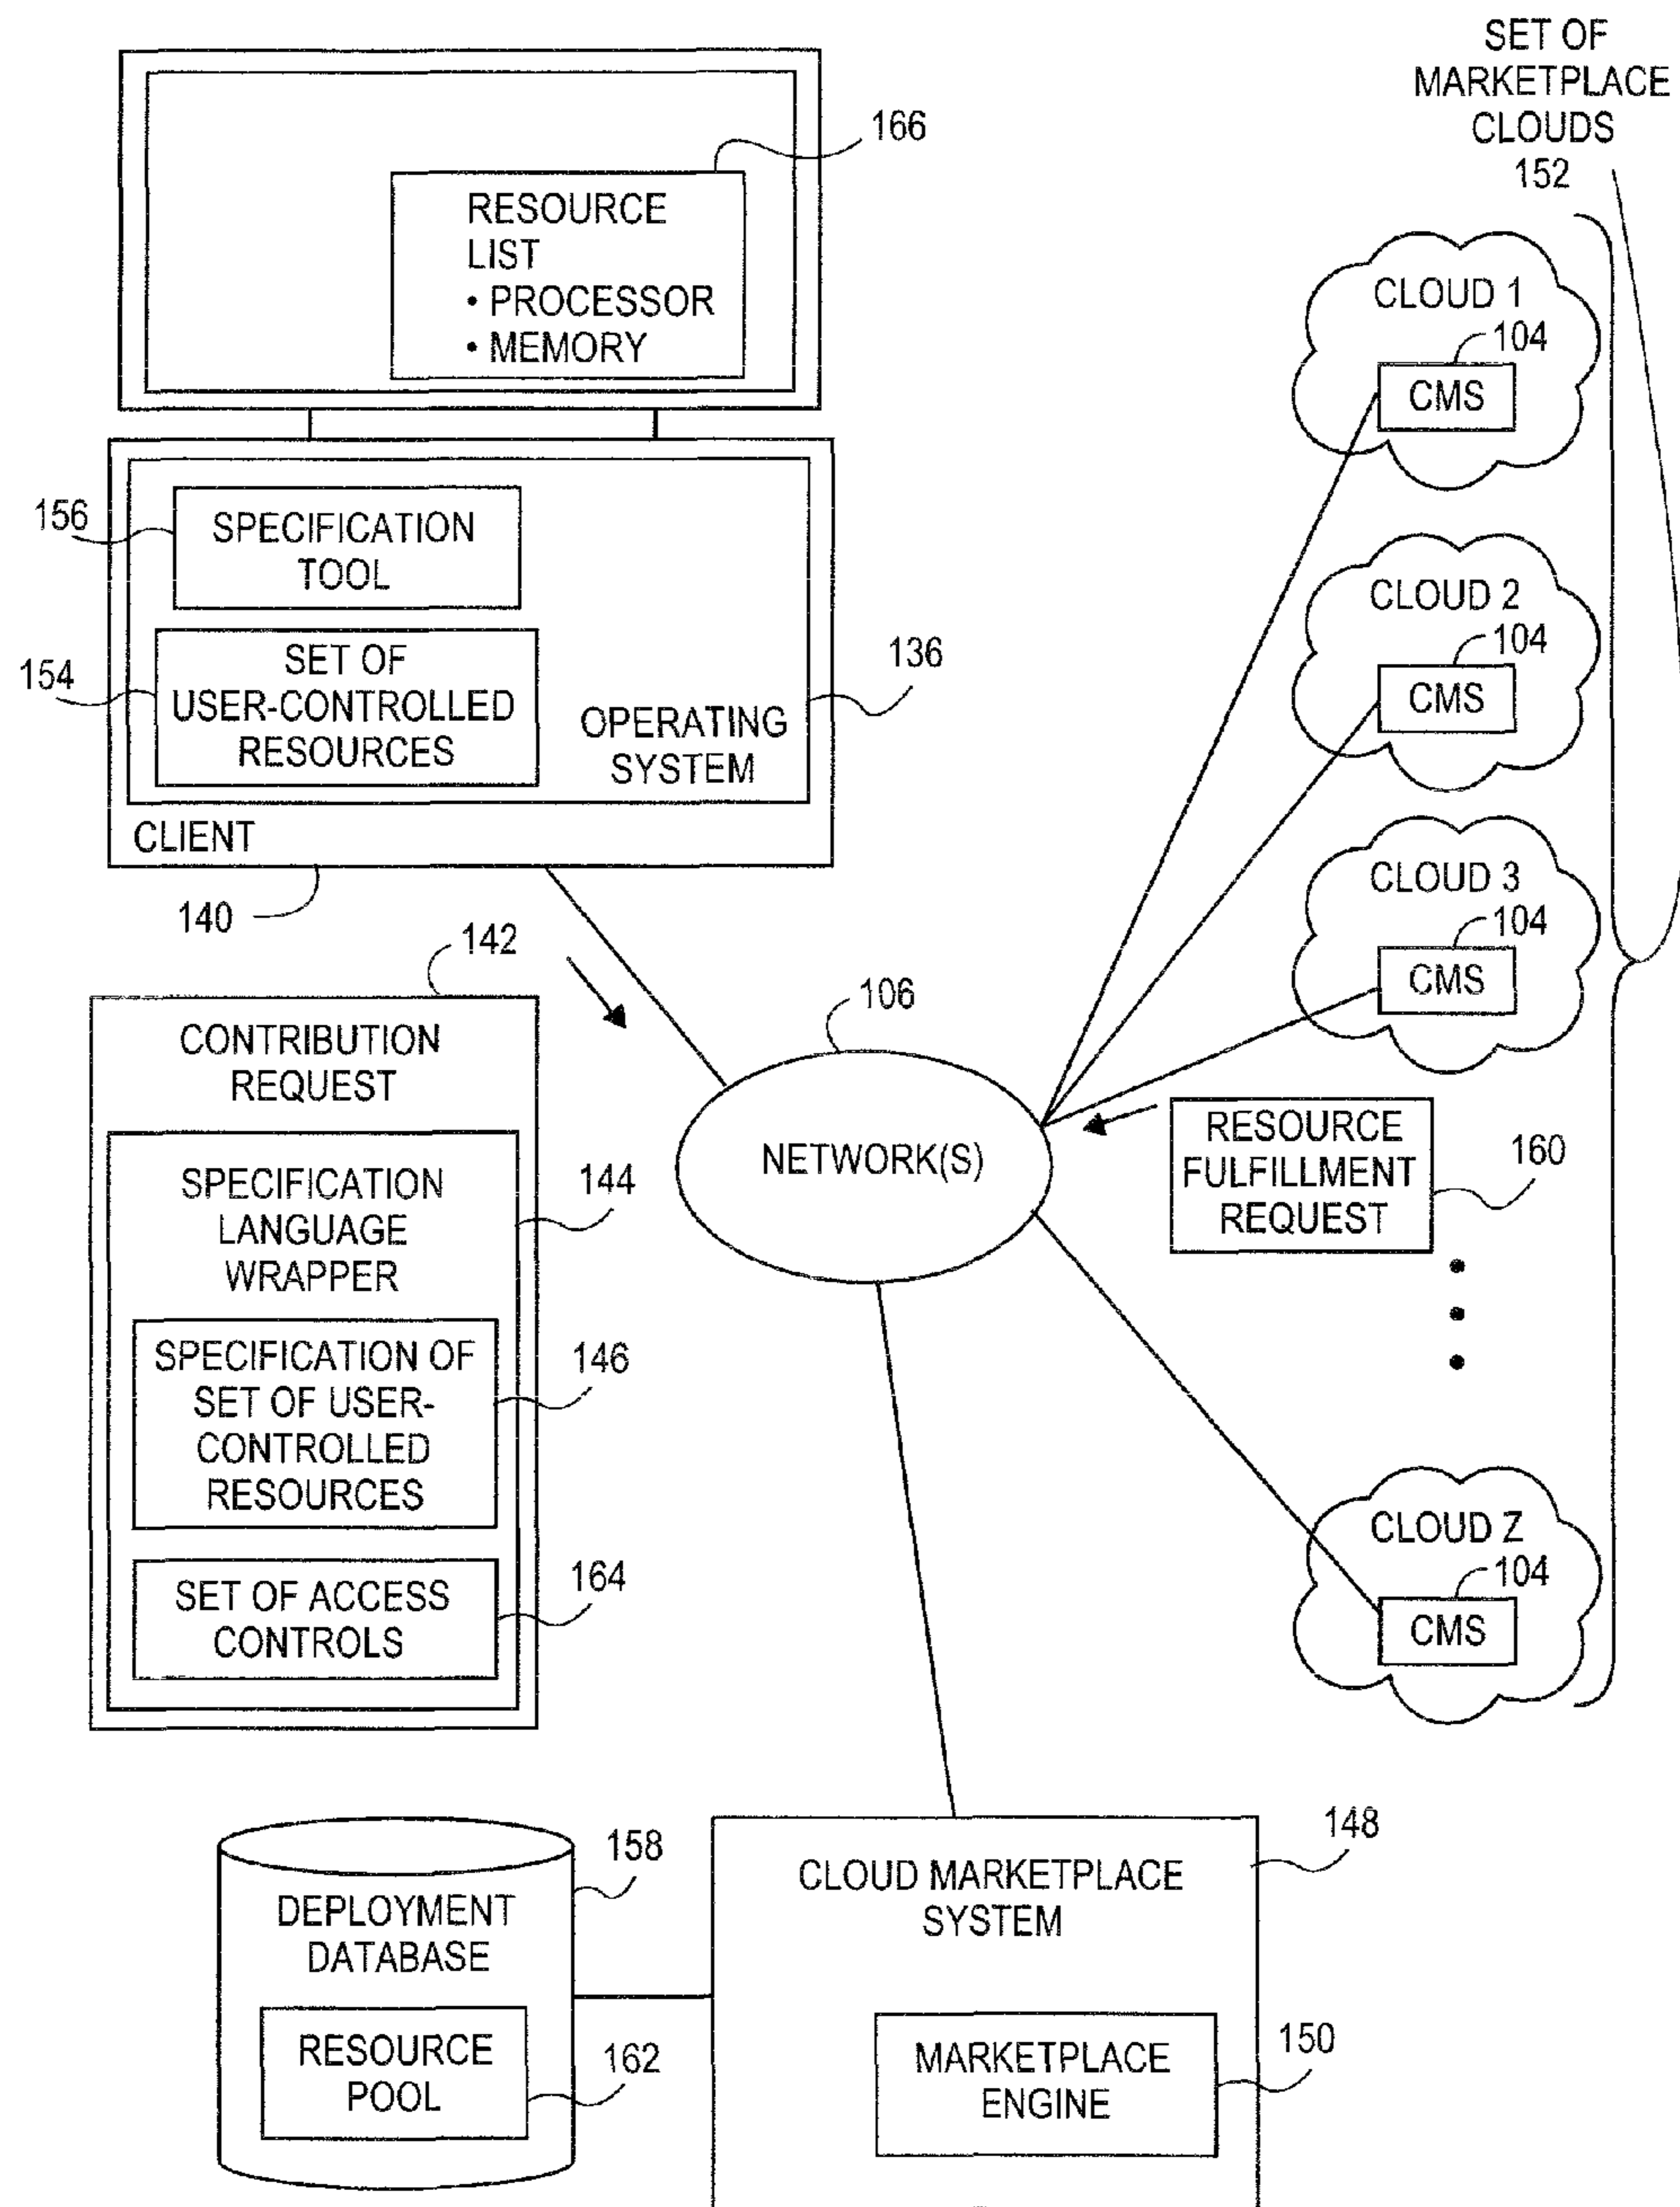 SET OF
MARKETPLACE
CLOUDS
152
166
RESOURCE
LIST
• PROCESSOR
• MEMORY
CLOUD 1
104
CMS
156
SPECIFICATION
TOOL
154
SET OF
USER-CONTROLLED
RESOURCES
136
OPERATING
SYSTEM
CLIENT
140
CLOUD 2
104
CMS
CLOUD 3
104
CMS
142
CONTRIBUTION
REQUEST
144
SPECIFICATION
LANGUAGE
WRAPPER
146
SPECIFICATION OF
SET OF USER-
CONTROLLED
RESOURCES
164
SET OF ACCESS
CONTROLS
106
NETWORK(S)
RESOURCE
FULFILLMENT
REQUEST
160
CLOUD Z
104
CMS
158
DEPLOYMENT
DATABASE
RESOURCE
POOL
162
148
CLOUD MARKETPLACE
SYSTEM
MARKETPLACE
ENGINE
150